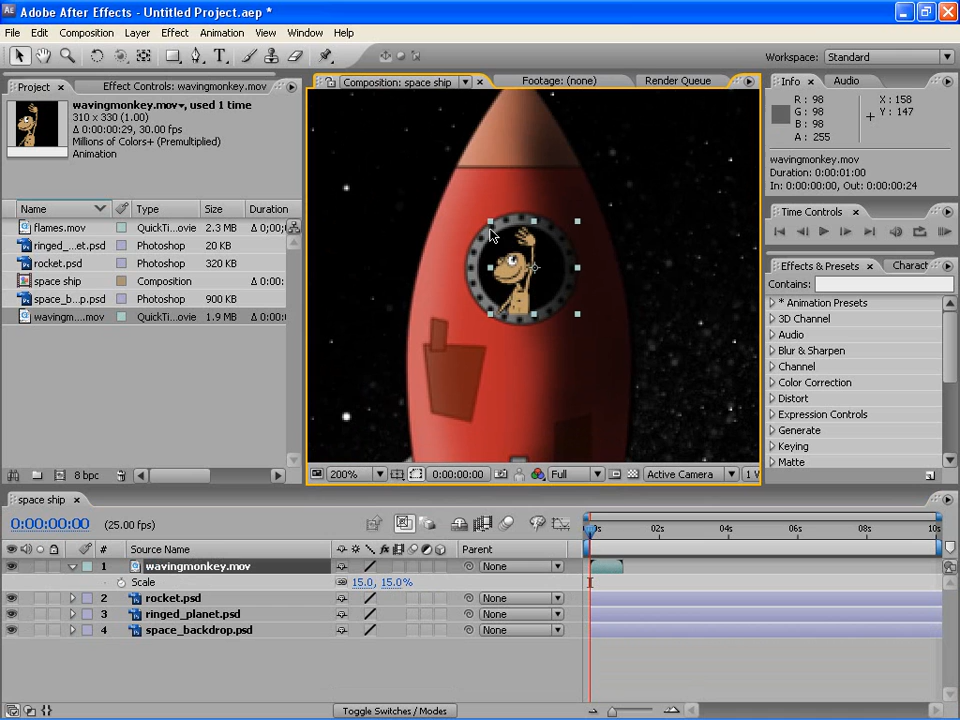 Adobe After Effects - Untitled Project.aep *
File Edit Composition Layer Effect Animation View Window Help
Workspace: Standard
Project × Effect Controls: wavingmonkey.mov
wavingmonkey.mov, used 1 time
310 x 330 (1.00)
Δ 0:00:00:29, 30.00 fps
Millions of Colors+ (Premultiplied)
Animation
Name Type Size Duration
flames.mov QuickTi...ovie 2.3 MB Δ 0;00;
ringed_...et.psd Photoshop 20 KB
rocket.psd Photoshop 320 KB
space ship Composition Δ 0:00:
space_b...p.psd Photoshop 900 KB
wavingm....mov QuickTi...ovie 1.9 MB Δ 0:00:
8 bpc
Composition: space ship × Footage: (none) Render Queue
200% 0:00:00:00 Full Active Camera 1 V
Info × Audio
R : 98
G : 98
B : 98
A : 255
X : 158
Y : 147
wavingmonkey.mov
Duration: 0:00:01:00
In: 0:00:00:00, Out: 0:00:00:24
Time Controls ×
Effects & Presets × Charact
Contains:
* Animation Presets
3D Channel
Audio
Blur & Sharpen
Channel
Color Correction
Distort
Expression Controls
Generate
Keying
Matte
space ship ×
0:00:00:00 (25.00 fps)
# Source Name Parent
1 wavingmonkey.mov None
Scale 15.0, 15.0%
2 rocket.psd None
3 ringed_planet.psd None
4 space_backdrop.psd None
02s 04s 06s 08s 10s
Toggle Switches / Modes